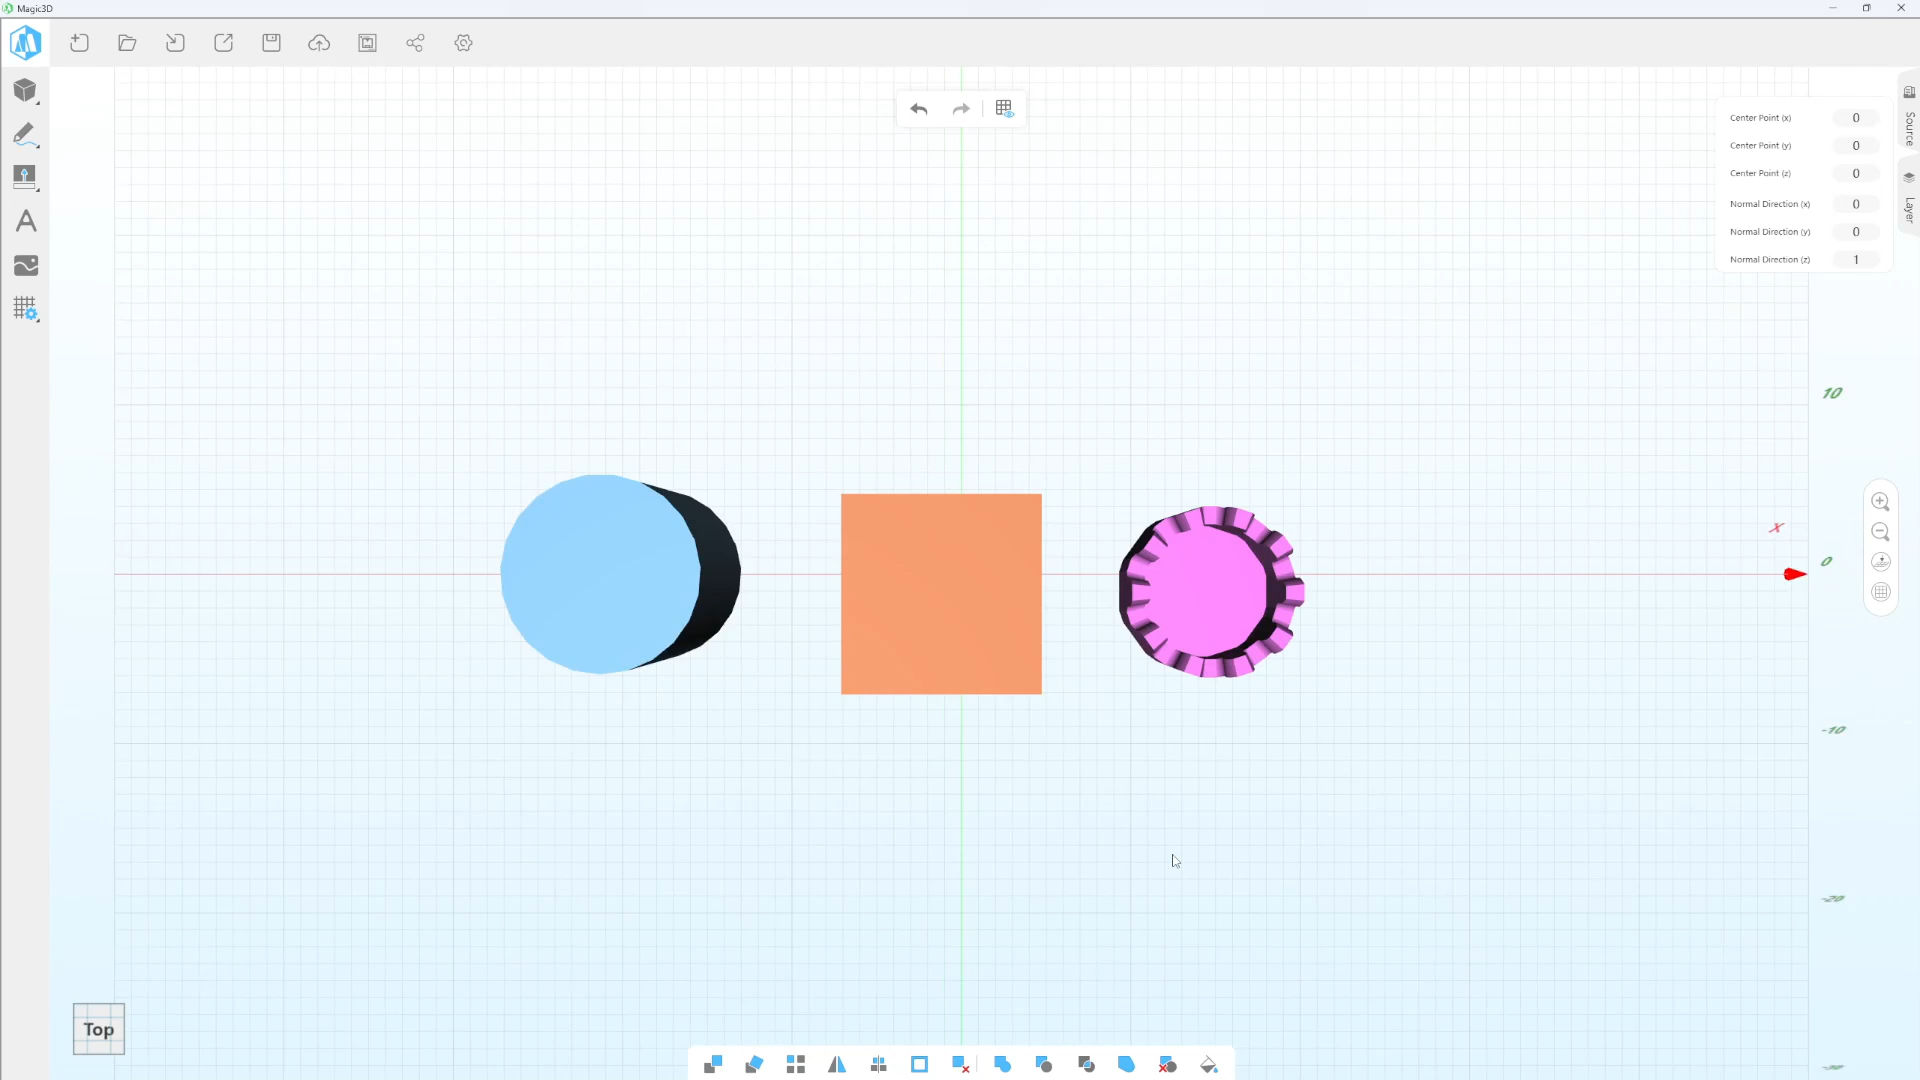 Magic3D
Center Point (x) 0
Center Point (y) 0
Center Point (z) 0
Normal Direction (x) 0
Normal Direction (y) 0
Normal Direction (z) 1
Source
Layer
10
x
0
-10
-20
Top